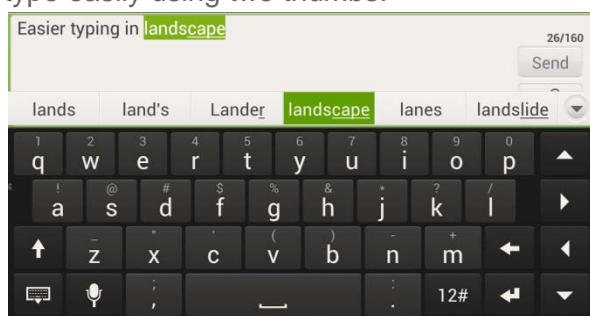 type easily using two thumbs.
Easier typing in landscape
26/160
Send
lands land's Lander landscape lanes landslide
1 2 3 4 5 6 7 8 9 0
q w e r t y u i o p
! @ # $ % & * ? /
a s d f g h j k l
_ " ' ( ) - +
z x c v b n m
; :
, . 12#